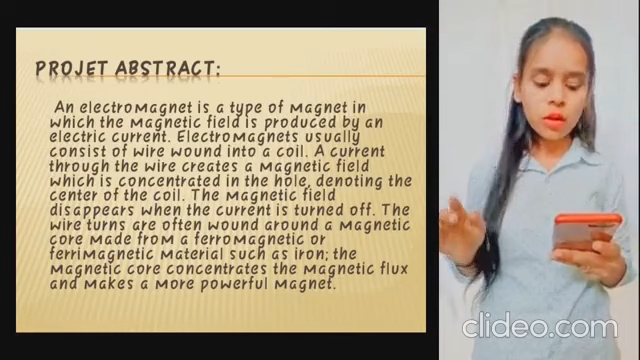 PROJET ABSTRACT:
An electromagnet is a type of magnet in
which the magnetic field is produced by an
electric current. Electromagnets usually
consist of wire wound into a coil. A current
through the wire creates a magnetic field
which is concentrated in the hole, denoting the
center of the coil. The magnetic field
disappears when the current is turned off. The
wire turns are often wound around a magnetic
core made from a ferromagnetic or
ferrimagnetic material such as iron; the
magnetic core concentrates the magnetic flux
and makes a more powerful magnet.
clideo.com